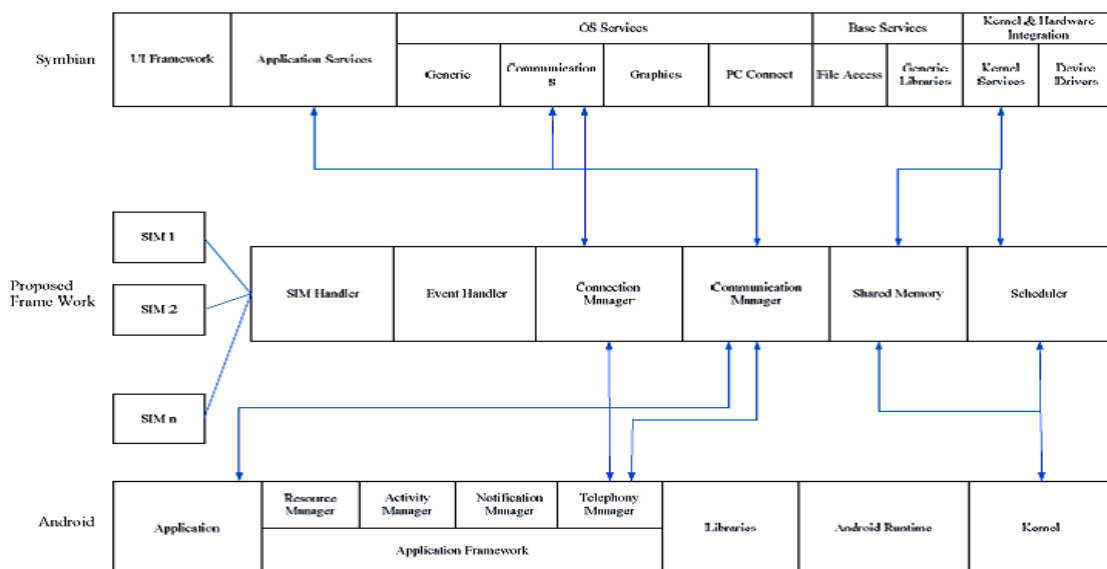 OS Services
Base Services
Kernel & Hardware
Integration
Symbian
UI Framework
Application Services
Generic
Communication
s
Graphics
PC Connect
File Access
Generic
Libraries
Kernel
Services
Device
Drivers
SIM 1
Proposed
Frame Work
SIM 2
SIM n
SIM Handler
Event Handler
Connection
Manager
Communication
Manager
Shared Memory
Scheduler
Android
Application
Resource
Manager
Activity
Manager
Notification
Manager
Telephony
Manager
Application Framework
Libraries
Android Runtime
Kernel